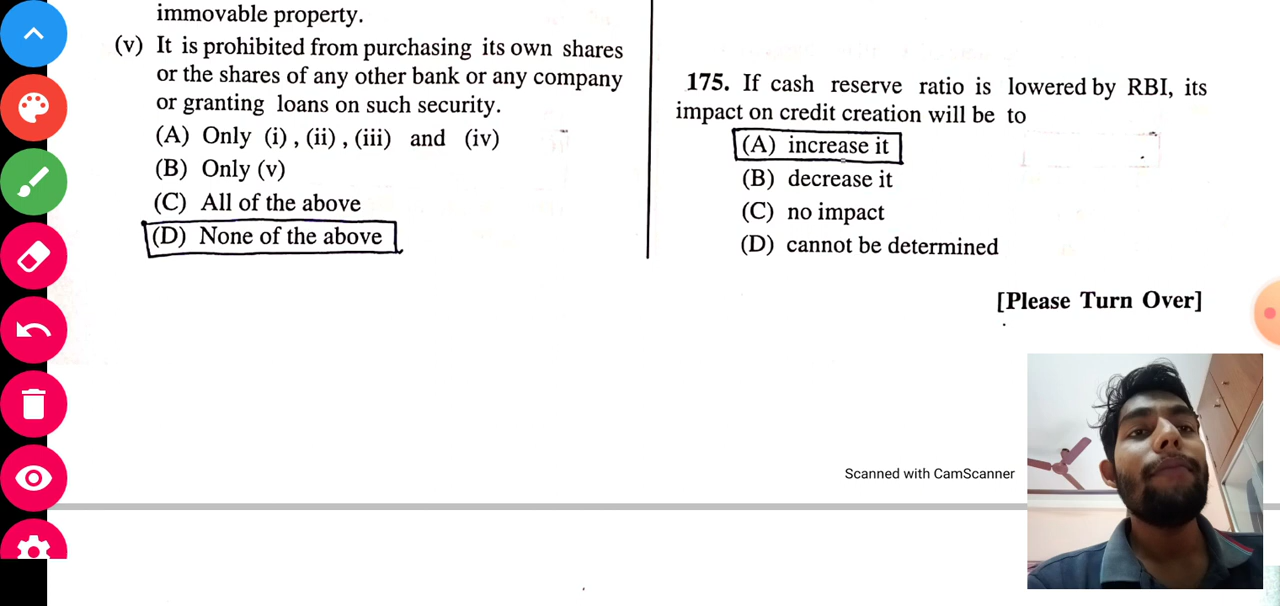 immovable property.
(v) It is prohibited from purchasing its own shares
or the shares of any other bank or any company
or granting loans on such security.
(A) Only (i), (ii), (iii) and (iv)
(B) Only (v)
(C) All of the above
(D) None of the above
175. If cash reserve ratio is lowered by RBI, its
impact on credit creation will be to
(A) increase it
(B) decrease it
(C) no impact
(D) cannot be determined
[Please Turn Over]
Scanned with CamScanner